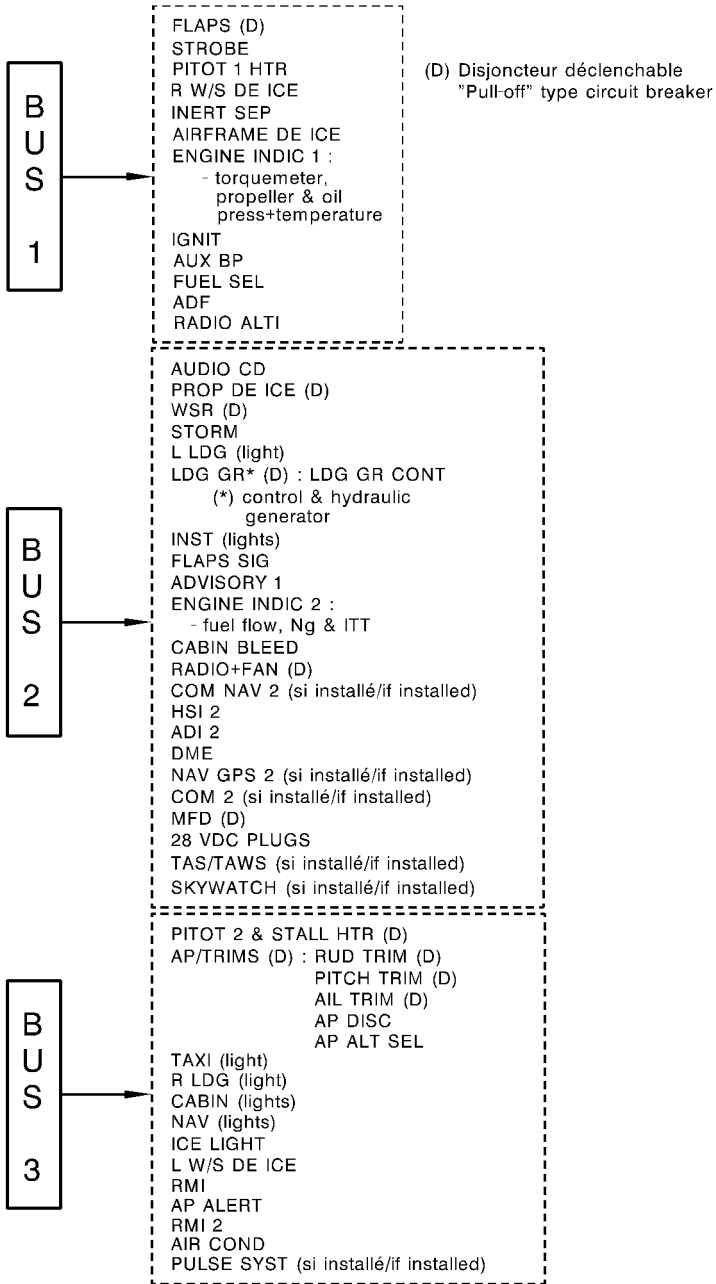 BUS 1
FLAPS (D)
STROBE
PITOT 1 HTR
R W/S DE ICE
INERT SEP
AIRFRAME DE ICE
ENGINE INDIC 1 :
- torquemeter,
propeller & oil
press+temperature
IGNIT
AUX BP
FUEL SEL
ADF
RADIO ALTI
(D) Disjoncteur déclenchable
"Pull-off" type circuit breaker
BUS 2
AUDIO CD
PROP DE ICE (D)
WSR (D)
STORM
L LDG (light)
LDG GR* (D) : LDG GR CONT
(*) control & hydraulic
generator
INST (lights)
FLAPS SIG
ADVISORY 1
ENGINE INDIC 2 :
- fuel flow, Ng & ITT
CABIN BLEED
RADIO+FAN (D)
COM NAV 2 (si installé/if installed)
HSI 2
ADI 2
DME
NAV GPS 2 (si installé/if installed)
COM 2 (si installé/if installed)
MFD (D)
28 VDC PLUGS
TAS/TAWS (si installé/if installed)
SKYWATCH (si installé/if installed)
BUS 3
PITOT 2 & STALL HTR (D)
AP/TRIMS (D) : RUD TRIM (D)
PITCH TRIM (D)
AIL TRIM (D)
AP DISC
AP ALT SEL
TAXI (light)
R LDG (light)
CABIN (lights)
NAV (lights)
ICE LIGHT
L W/S DE ICE
RMI
AP ALERT
RMI 2
AIR COND
PULSE SYST (si installé/if installed)